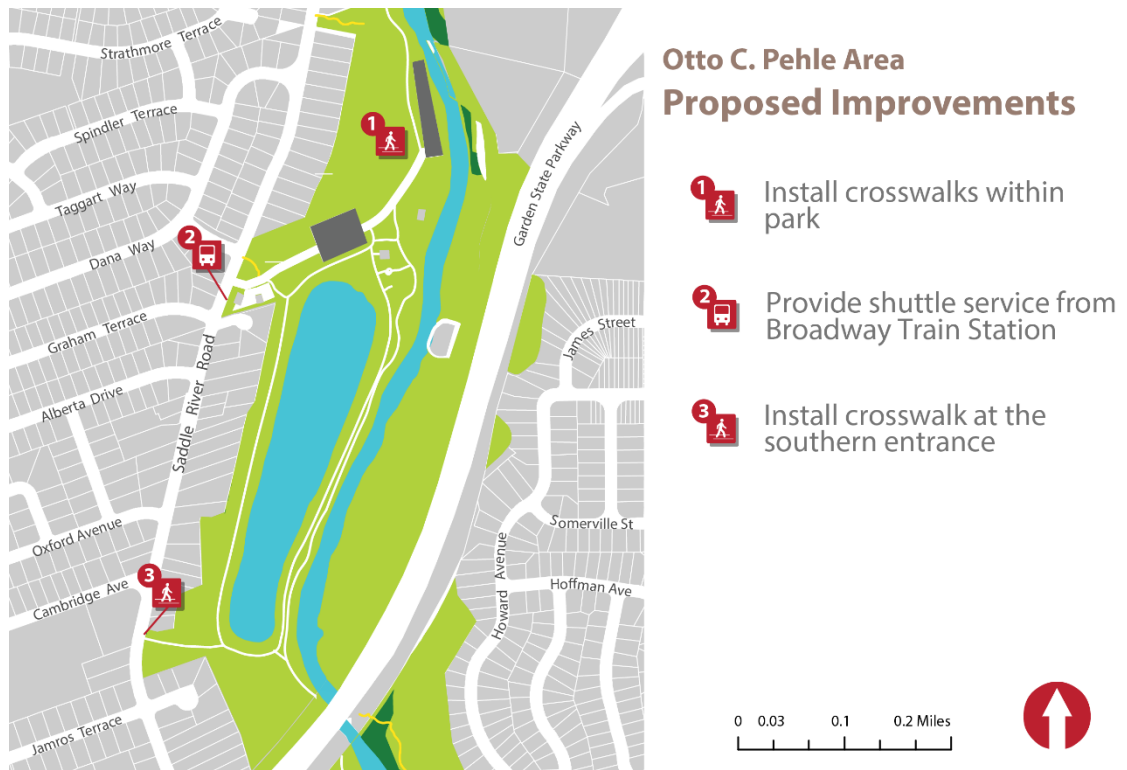 Otto C. Pehle Area
Proposed Improvements
1
Install crosswalks within
park
2
Provide shuttle service from
Broadway Train Station
3
Install crosswalk at the
southern entrance
0 0.03 0.1 0.2 Miles
Strathmore Terrace
Spindler Terrace
Taggart Way
Dana Way
Graham Terrace
Alberta Drive
Saddle River Road
Oxford Avenue
Cambridge Ave
Jamros Terrace
Garden State Parkway
James Street
Somerville St
Hoffman Ave
Howard Avenue
1
2
3